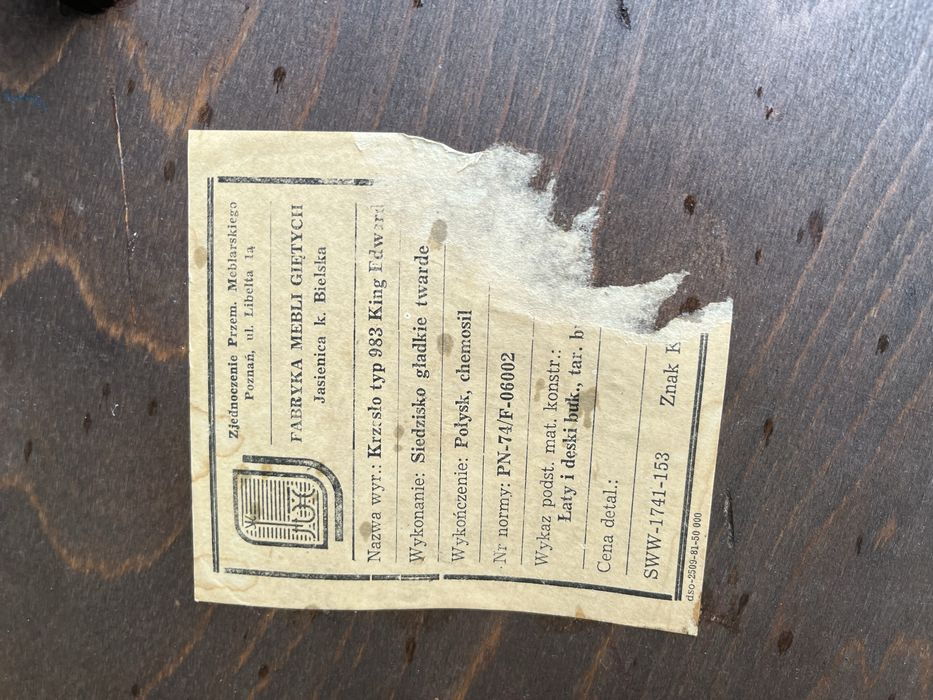 Zjednoczenie Przem. Meblarskiego
Poznań, ul. Libelta 1a
FABRYKA MEBLI GIĘTYCH
Jasienica k. Bielska
Nazwa wyr.: Krzesło typ 983 King Edward
Wykonanie: Siedzisko gładkie twarde
Wykończenie: Połysk, chemosil
Nr normy: PN-74/F-06002
Wykaz podst. mat. konstr.:
Łaty i deski buk., tar.
Cena detal.:
SWW-1741-153 Znak K
dso-2509-81-50 000